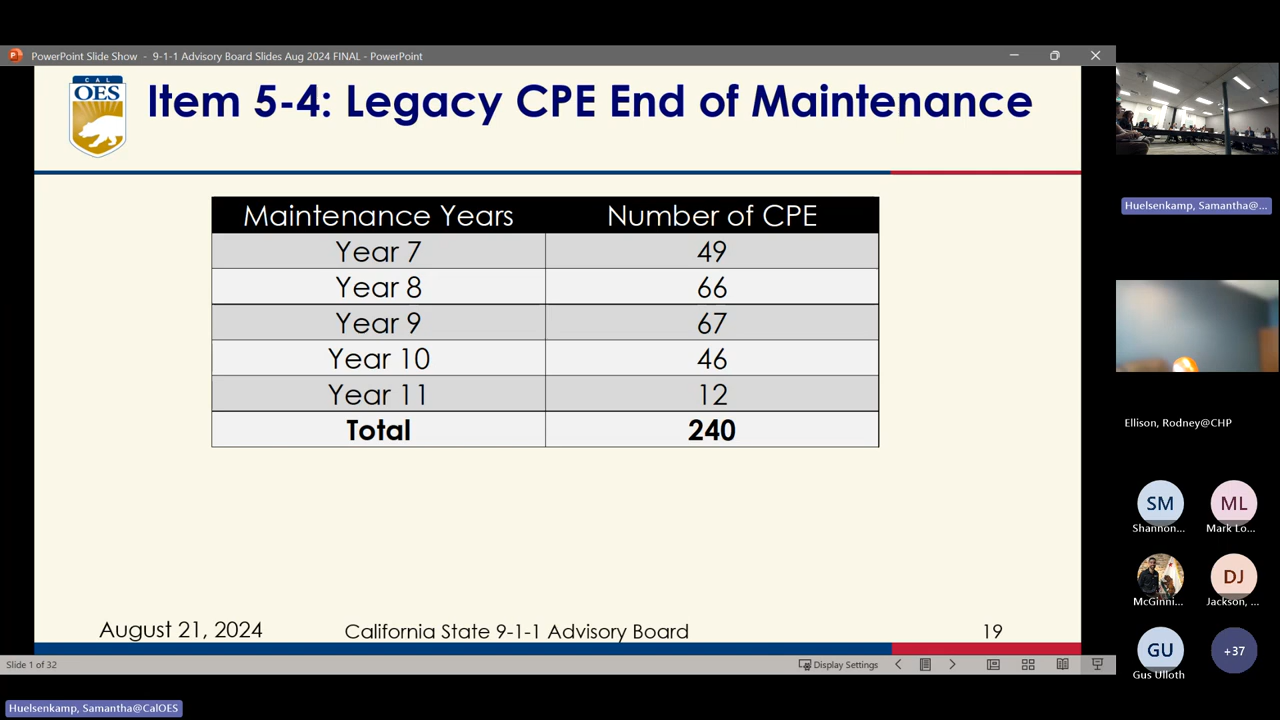 PowerPoint Slide Show - 9-1-1 Advisory Board Slides Aug 2024 FINAL - PowerPoint
CAL
OES
Item 5-4: Legacy CPE End of Maintenance
Maintenance Years Number of CPE
Year 7 49
Year 8 66
Year 9 67
Year 10 46
Year 11 12
Total 240
August 21, 2024 California State 9-1-1 Advisory Board 19
Slide 1 of 32 Display Settings
Huelsenkamp, Samantha@CalOES
Huelsenkamp, Samantha@...
Ellison, Rodney@CHP
SM ML
Shannon... Mark Lo...
DJ
McGinni... Jackson, ...
GU +37
Gus Ulloth